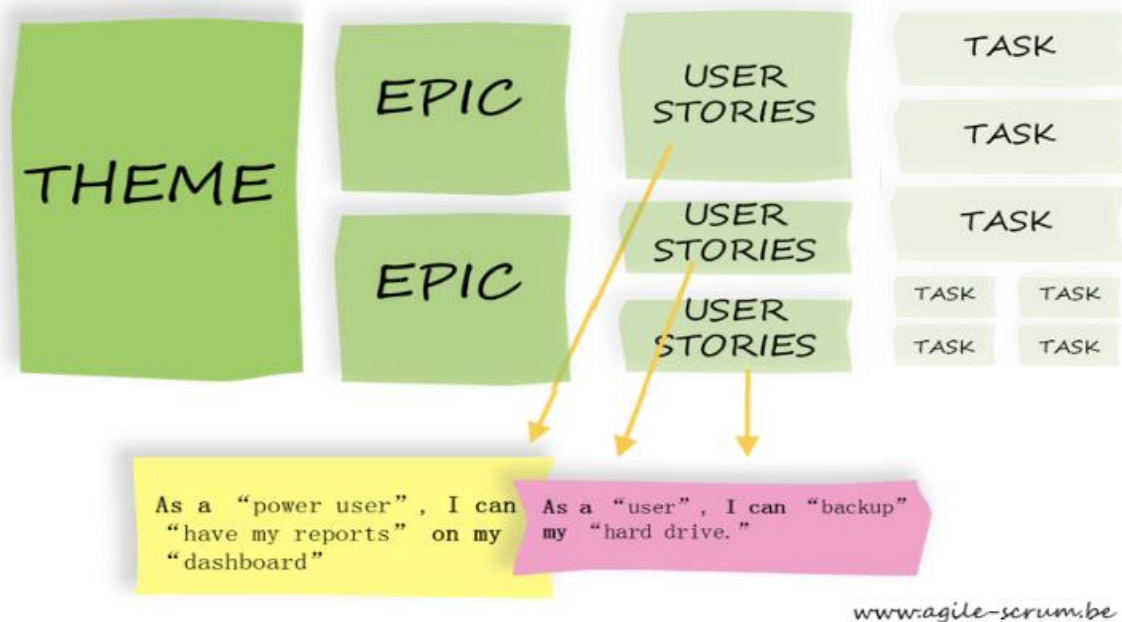 THEME
EPIC
EPIC
USER
STORIES
USER
STORIES
USER
STORIES
TASK
TASK
TASK
TASK TASK
TASK TASK
As a “power user”, I can
“have my reports” on my
“dashboard”
As a “user”, I can “backup”
my “hard drive.”
www.agile-scrum.be